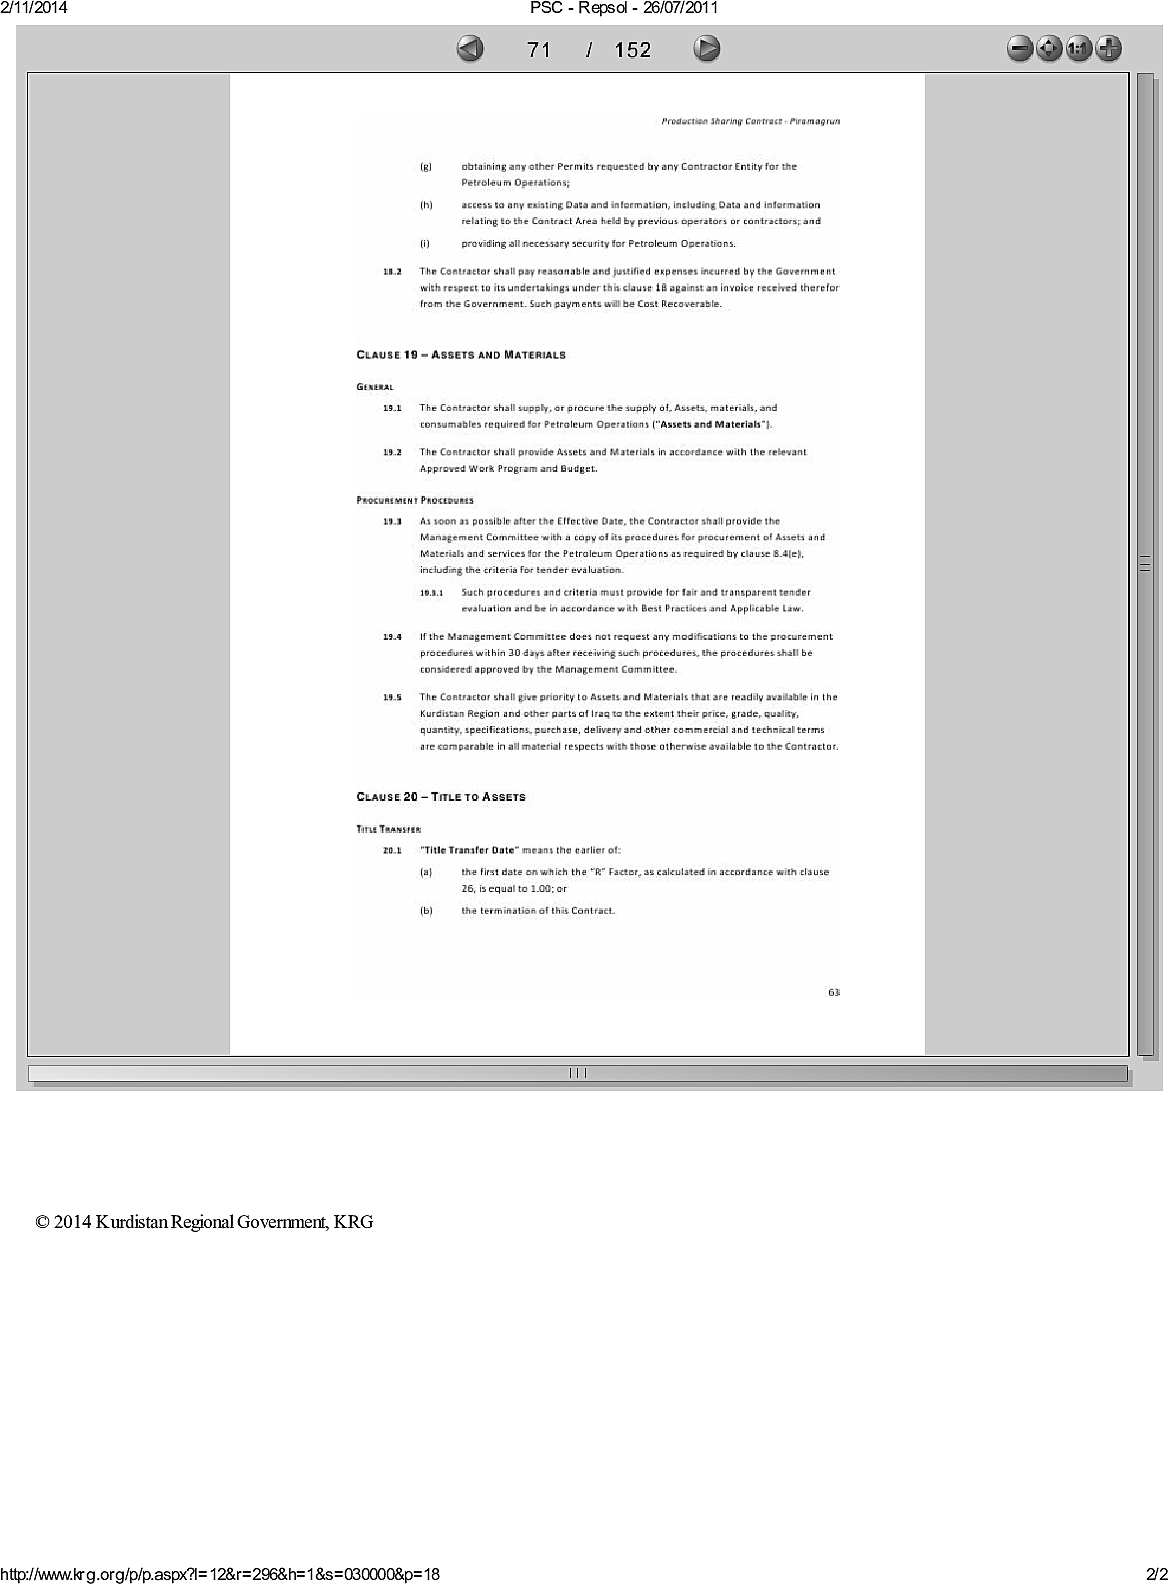 2/11/2014
PSC - Repsol - 26/07/2011
71 / 152
1:1
Production Sharing Contract - Piramagrun
(g) obtaining any other Permits requested by any Contractor Entity for the
Petroleum Operations;
(h) access to any existing Data and information, including Data and information
relating to the Contract Area held by previous operators or contractors; and
(i) providing all necessary security for Petroleum Operations.
18.2 The Contractor shall pay reasonable and justified expenses incurred by the Government
with respect to its undertakings under this clause 18 against an invoice received therefor
from the Government. Such payments will be Cost Recoverable.
CLAUSE 19 – ASSETS AND MATERIALS
GENERAL
19.1 The Contractor shall supply, or procure the supply of, Assets, materials, and
consumables required for Petroleum Operations ("Assets and Materials").
19.2 The Contractor shall provide Assets and Materials in accordance with the relevant
Approved Work Program and Budget.
PROCUREMENT PROCEDURES
19.3 As soon as possible after the Effective Date, the Contractor shall provide the
Management Committee with a copy of its procedures for procurement of Assets and
Materials and services for the Petroleum Operations as required by clause 8.4(e),
including the criteria for tender evaluation.
19.3.1 Such procedures and criteria must provide for fair and transparent tender
evaluation and be in accordance with Best Practices and Applicable Law.
19.4 If the Management Committee does not request any modifications to the procurement
procedures within 30 days after receiving such procedures, the procedures shall be
considered approved by the Management Committee.
19.5 The Contractor shall give priority to Assets and Materials that are readily available in the
Kurdistan Region and other parts of Iraq to the extent their price, grade, quality,
quantity, specifications, purchase, delivery and other commercial and technical terms
are comparable in all material respects with those otherwise available to the Contractor.
CLAUSE 20 – TITLE TO ASSETS
TITLE TRANSFER
20.1 "Title Transfer Date" means the earlier of:
(a) the first date on which the "R" Factor, as calculated in accordance with clause
26, is equal to 1.00; or
(b) the termination of this Contract.
63
© 2014 Kurdistan Regional Government, KRG
http://www.krg.org/p/p.aspx?l=12&r=296&h=1&s=030000&p=18
2/2